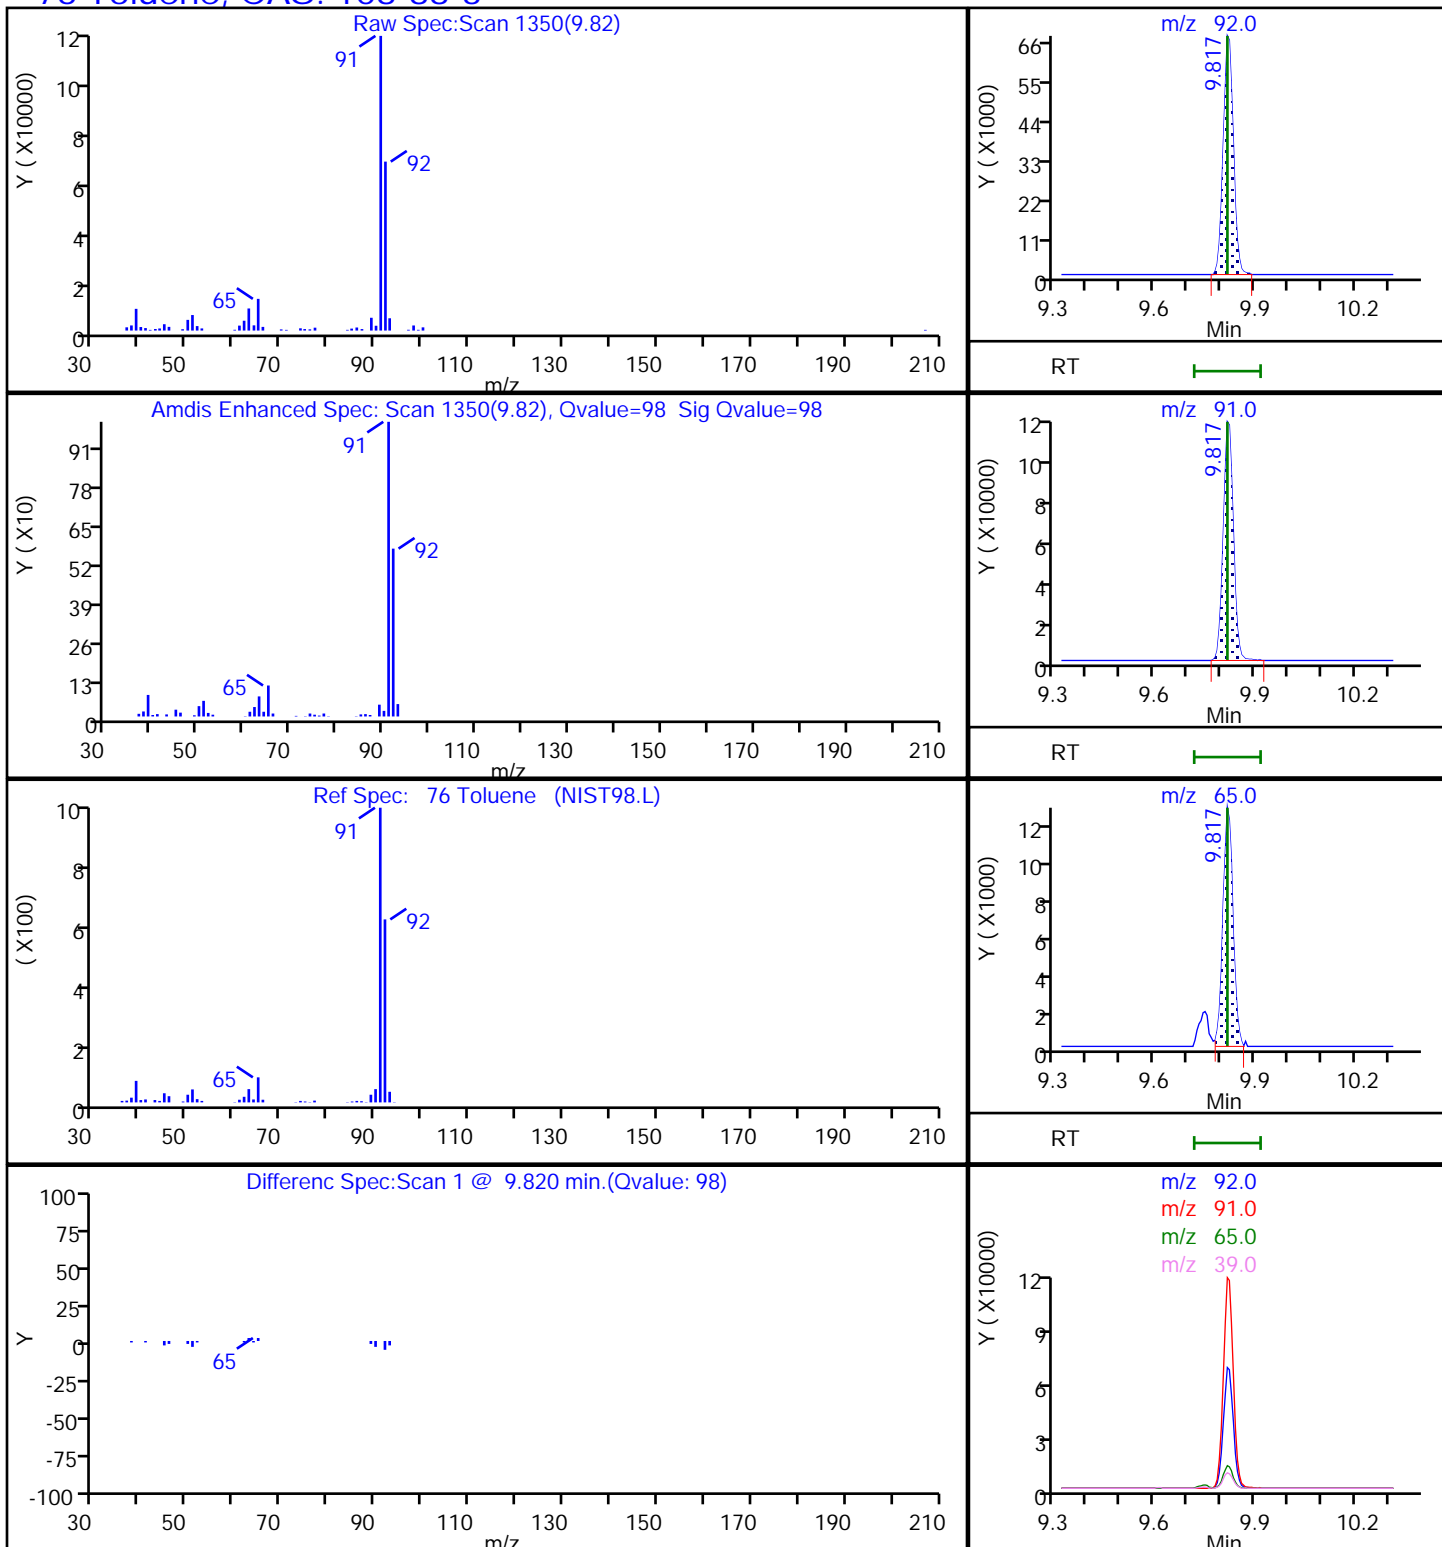 76 Toluene, CAS: 108-88-3
Raw Spec:Scan 1350(9.82)
12
10
8
6
4
2
0
Y ( X10000)
91
92
65
30 50 70 90 110 130 150 170 190 210
m/z
m/z 92.0
66
55
44
33
22
11
0
Y ( X1000)
9.817
9.3 9.6 9.9 10.2
Min
RT
Amdis Enhanced Spec: Scan 1350(9.82), Qvalue=98 Sig Qvalue=98
91
78
65
52
39
26
13
0
Y ( X10)
91
92
65
30 50 70 90 110 130 150 170 190 210
m/z
m/z 91.0
12
10
8
6
4
2
0
Y ( X10000)
9.817
9.3 9.6 9.9 10.2
Min
RT
Ref Spec: 76 Toluene (NIST98.L)
10
8
6
4
2
0
( X100)
91
92
65
30 50 70 90 110 130 150 170 190 210
m/z 65.0
12
10
8
6
4
2
0
Y ( X1000)
9.817
9.3 9.6 9.9 10.2
Min
RT
Differenc Spec:Scan 1 @ 9.820 min.(Qvalue: 98)
100
75
50
25
0
-25
-50
-75
-100
Y
65
30 50 70 90 110 130 150 170 190 210
m/z
m/z 92.0
m/z 91.0
m/z 65.0
m/z 39.0
12
9
6
3
0
Y ( X10000)
9.3 9.6 9.9 10.2
Min